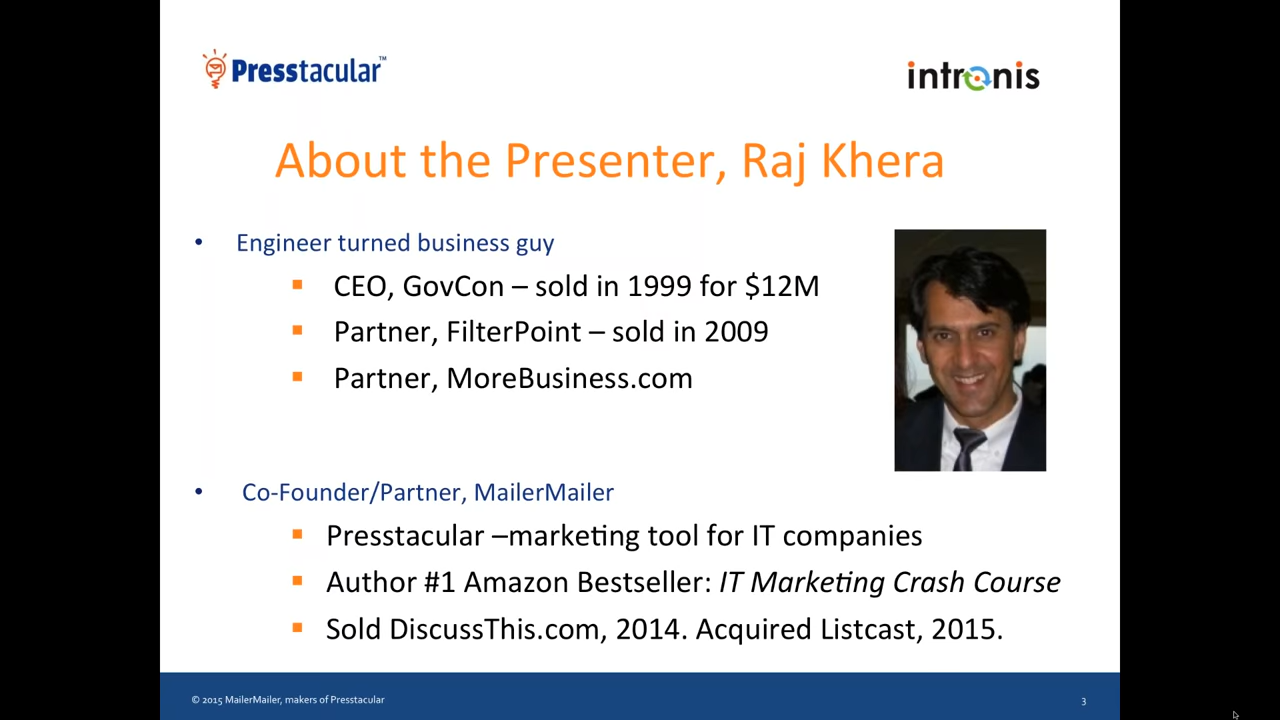 Presstacular™
intronis
About the Presenter, Raj Khera
• Engineer turned business guy
▪ CEO, GovCon – sold in 1999 for $12M
▪ Partner, FilterPoint – sold in 2009
▪ Partner, MoreBusiness.com
• Co-Founder/Partner, MailerMailer
▪ Presstacular –marketing tool for IT companies
▪ Author #1 Amazon Bestseller: IT Marketing Crash Course
▪ Sold DiscussThis.com, 2014. Acquired Listcast, 2015.
© 2015 MailerMailer, makers of Presstacular
3